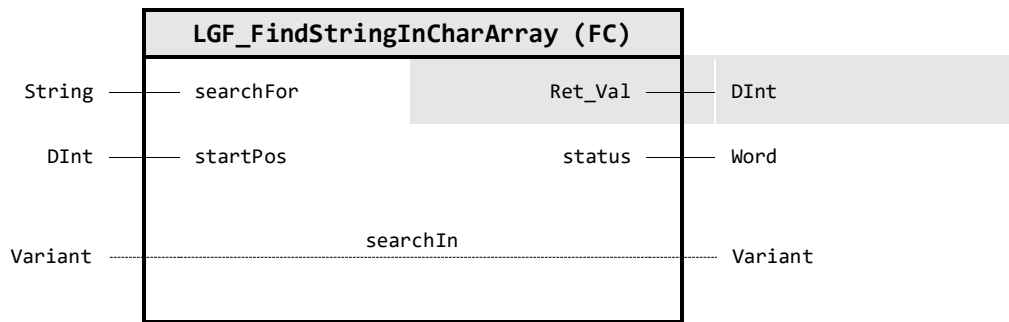 LGF_FindStringInCharArray (FC)
String searchFor Ret_Val DInt
DInt startPos status Word
searchIn
Variant Variant